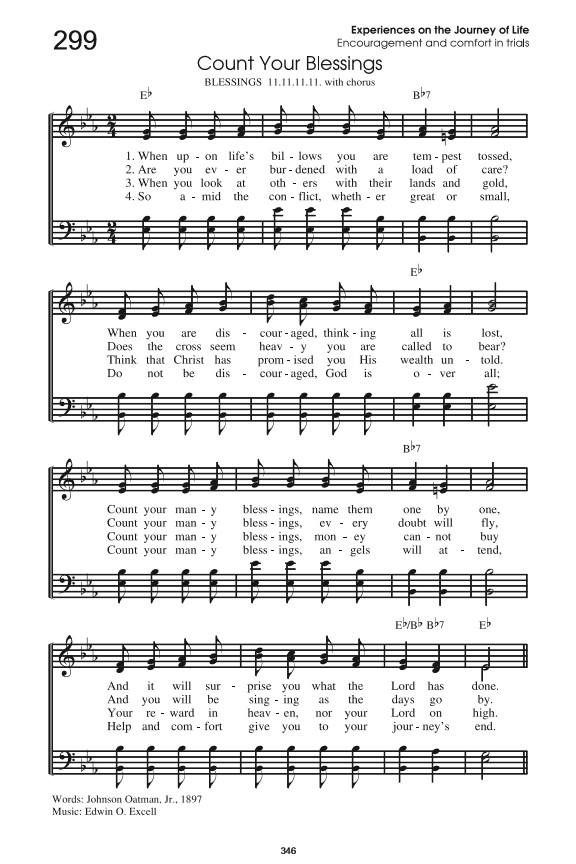 299
Experiences on the Journey of Life
Encouragement and comfort in trials
Count Your Blessings
BLESSINGS 11.11.11.11. with chorus
E♭ B♭7
1. When up - on life's bil - lows you are tem - pest tossed,
2. Are you ev - er bur - dened with a load of care?
3. When you look at oth - ers with their lands and gold,
4. So a - mid the con - flict, wheth - er great or small,
E♭
When you are dis - cour - aged, think - ing all is lost,
Does the cross seem heav - y you are called to bear?
Think that Christ has prom - ised you His wealth un - told.
Do not be dis - cour - aged, God is o - ver all;
B♭7
Count your man - y bless - ings, name them one by one,
Count your man - y bless - ings, ev - ery doubt will fly,
Count your man - y bless - ings, mon - ey can - not buy
Count your man - y bless - ings, an - gels will at - tend,
E♭/B♭ B♭7 E♭
And it will sur - prise you what the Lord has done.
And you will be sing - ing as the days go by.
Your re - ward in heav - en, nor your Lord on high.
Help and com - fort give you to your jour - ney's end.
Words: Johnson Oatman, Jr., 1897
Music: Edwin O. Excell
346